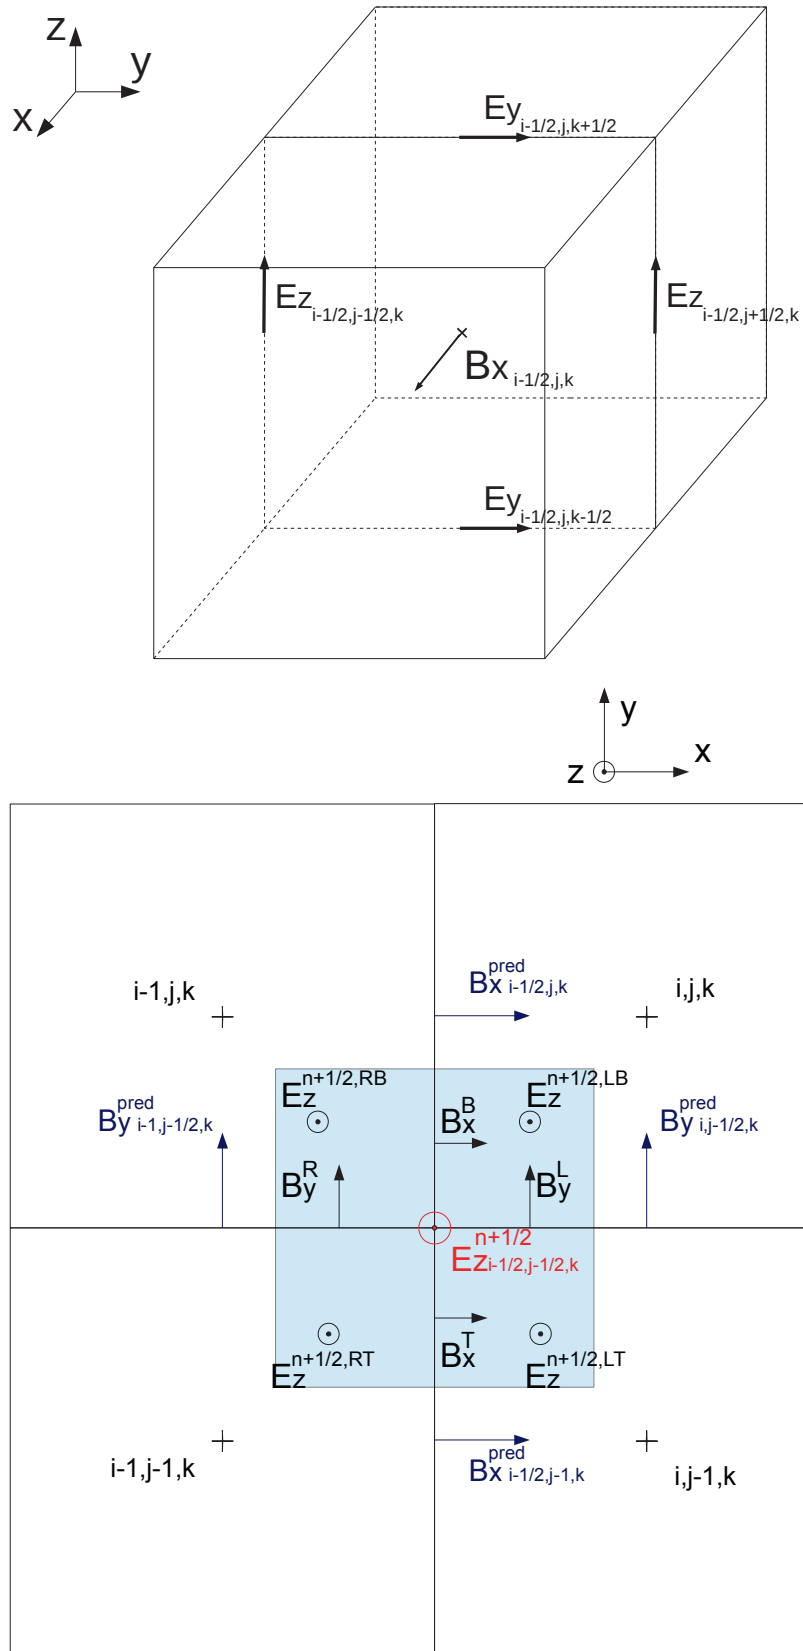 z
y
x
Ey i-1/2,j,k+1/2
Ez i-1/2,j-1/2,k
Ez i-1/2,j+1/2,k
Bx i-1/2,j,k
Ey i-1/2,j,k-1/2
y
x
z
Bx pred i-1/2,j,k
i-1,j,k
i,j,k
Ez n+1/2,RB
Ez n+1/2,LB
By pred i-1,j-1/2,k
Bx B
By pred i,j-1/2,k
By R
By L
Ez n+1/2 i-1/2,j-1/2,k
Bx T
Ez n+1/2,RT
Ez n+1/2,LT
i-1,j-1,k
Bx pred i-1/2,j-1,k
i,j-1,k